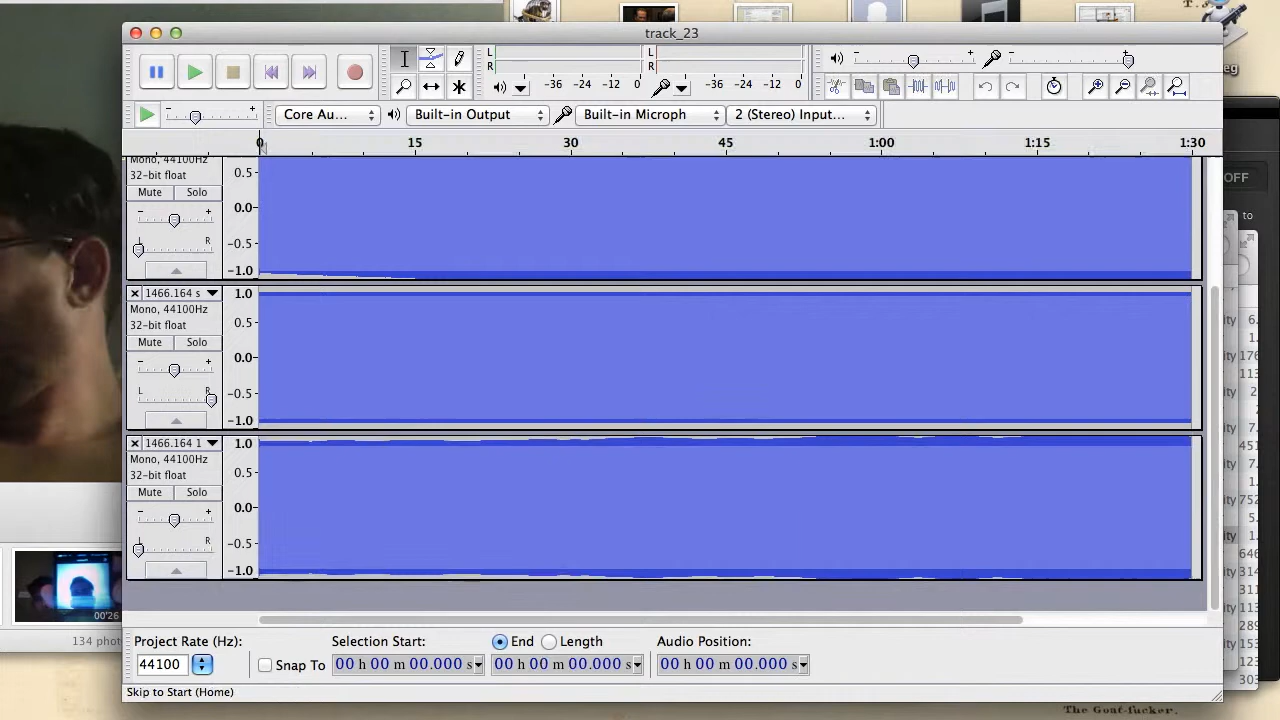 track_23
L
R
-36 -24 -12 0
L
R
-36 -24 -12 0
Core Au...
Built-in Output
Built-in Microph
2 (Stereo) Input...
OFF
to
0 15 30 45 1:00 1:15 1:30
Mono, 44100Hz
32-bit float
Mute Solo
- +
L R
0.5
0.0
-0.5
-1.0
1466.164 s
Mono, 44100Hz
32-bit float
Mute Solo
- +
L R
1.0
0.5
0.0
-0.5
-1.0
1466.164 1
Mono, 44100Hz
32-bit float
Mute Solo
- +
L R
1.0
0.5
0.0
-0.5
-1.0
00'26
134 phot
Project Rate (Hz):
44100
Selection Start:
End
Length
Audio Position:
Snap To
00 h 00 m 00.000 s
00 h 00 m 00.000 s
00 h 00 m 00.000 s
Skip to Start (Home)
The Goat-fucker.